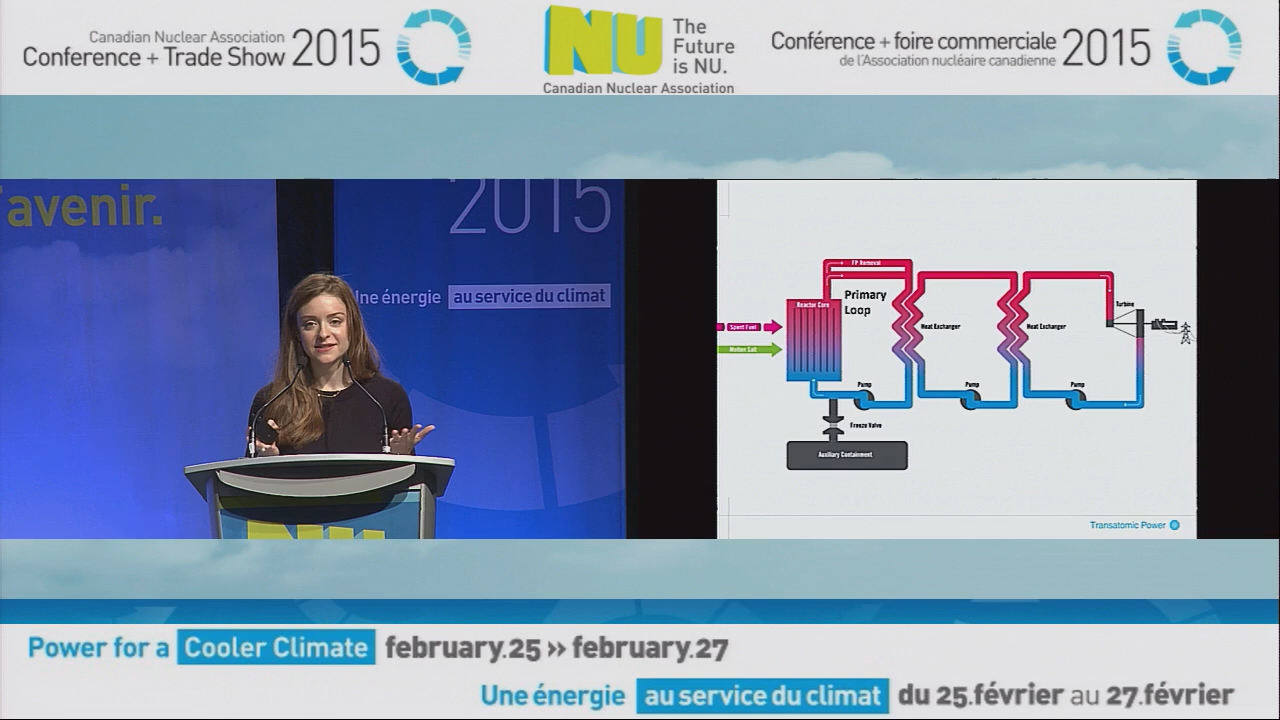 Canadian Nuclear Association
Conference + Trade Show 2015
NU
The
Future
is NU.
Canadian Nuclear Association
Conférence + foire commerciale 2015
de l'Association nucléaire canadienne
'avenir.
2015
Une énergie au service du climat
NU
FP Removal
Reactor Core
Primary
Loop
Spent Fuel
Molten Salt
Heat Exchanger
Heat Exchanger
Turbine
Pump
Pump
Pump
Freeze Valve
Auxiliary Containment
Transatomic Power
Power for a Cooler Climate february.25 >> february.27
Une énergie au service du climat du 25.février au 27.février